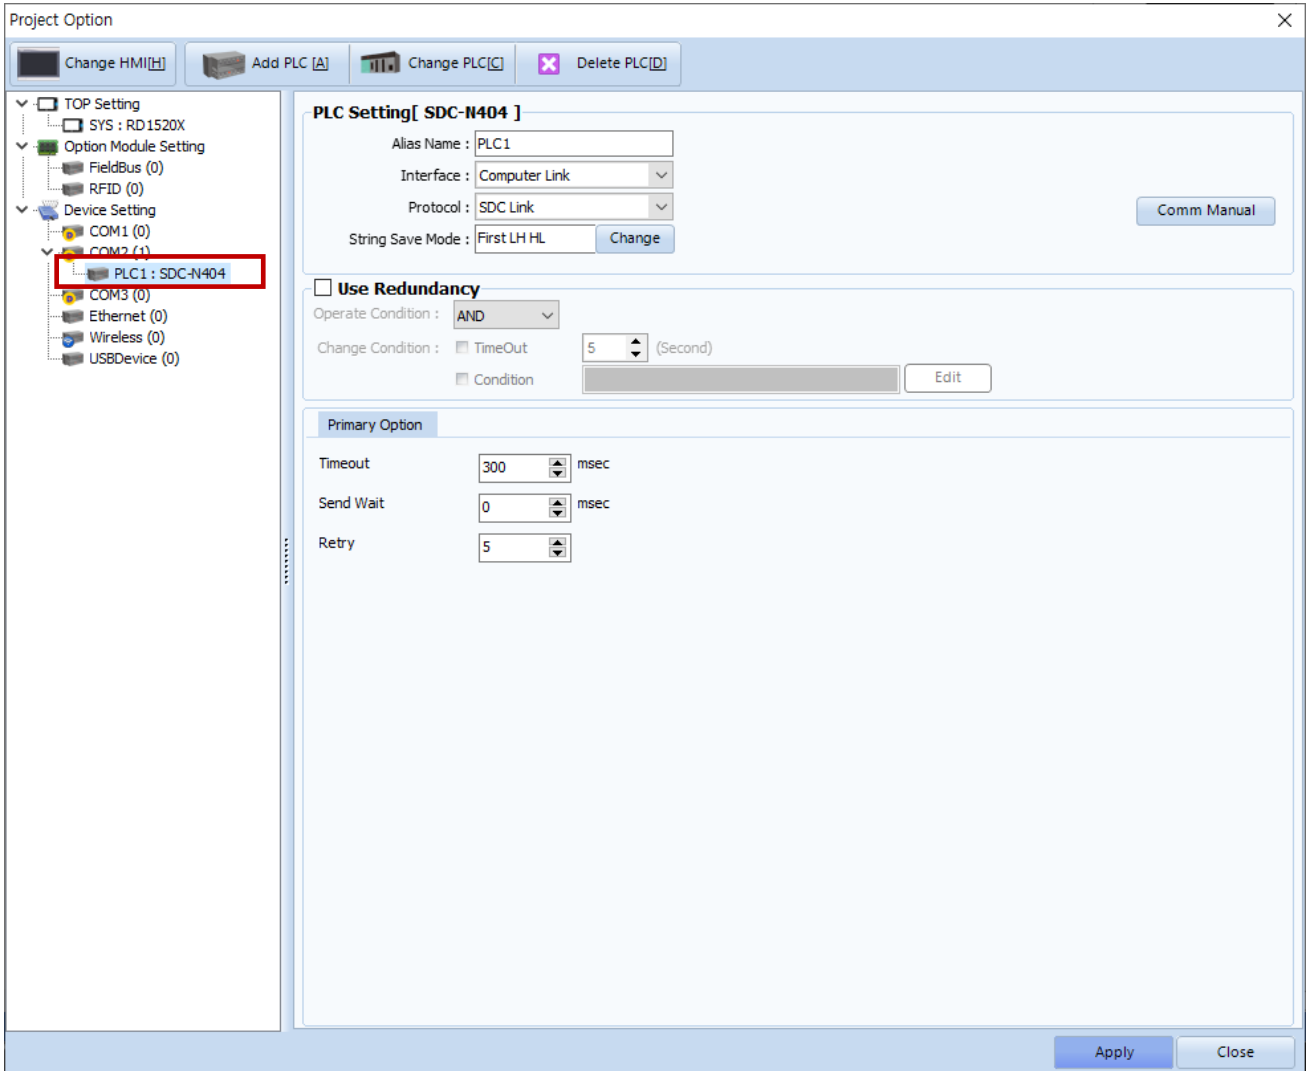 Project Option
Change HMI[H]
Add PLC [A]
Change PLC[C]
Delete PLC[D]
TOP Setting
SYS : RD1520X
Option Module Setting
FieldBus (0)
RFID (0)
Device Setting
COM1 (0)
COM2 (1)
PLC1 : SDC-N404
COM3 (0)
Ethernet (0)
Wireless (0)
USBDevice (0)
PLC Setting[ SDC-N404 ]
Alias Name : PLC1
Interface : Computer Link
Protocol : SDC Link
Comm Manual
String Save Mode : First LH HL Change
Use Redundancy
Operate Condition : AND
Change Condition : TimeOut 5 (Second)
Condition Edit
Primary Option
Timeout 300 msec
Send Wait 0 msec
Retry 5
Apply Close